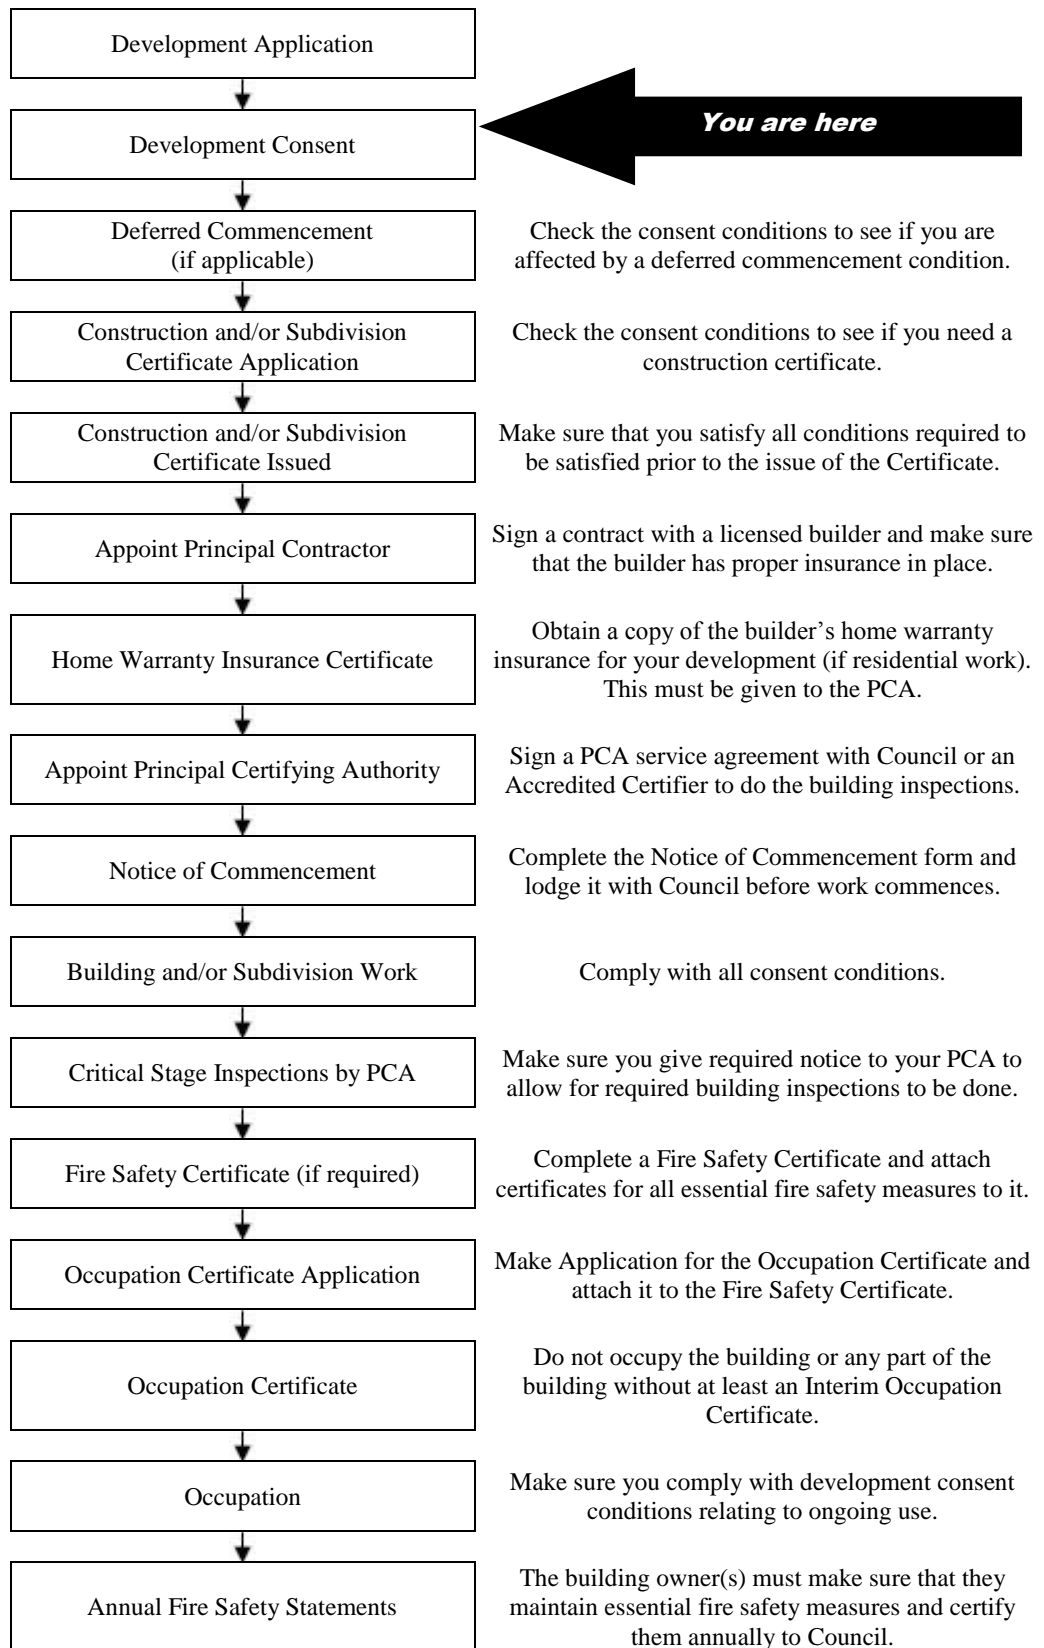 Development Application
Development Consent
You are here
Deferred Commencement
(if applicable)
Check the consent conditions to see if you are
affected by a deferred commencement condition.
Construction and/or Subdivision
Certificate Application
Check the consent conditions to see if you need a
construction certificate.
Construction and/or Subdivision
Certificate Issued
Make sure that you satisfy all conditions required to
be satisfied prior to the issue of the Certificate.
Appoint Principal Contractor
Sign a contract with a licensed builder and make sure
that the builder has proper insurance in place.
Home Warranty Insurance Certificate
Obtain a copy of the builder’s home warranty
insurance for your development (if residential work).
This must be given to the PCA.
Appoint Principal Certifying Authority
Sign a PCA service agreement with Council or an
Accredited Certifier to do the building inspections.
Notice of Commencement
Complete the Notice of Commencement form and
lodge it with Council before work commences.
Building and/or Subdivision Work
Comply with all consent conditions.
Critical Stage Inspections by PCA
Make sure you give required notice to your PCA to
allow for required building inspections to be done.
Fire Safety Certificate (if required)
Complete a Fire Safety Certificate and attach
certificates for all essential fire safety measures to it.
Occupation Certificate Application
Make Application for the Occupation Certificate and
attach it to the Fire Safety Certificate.
Occupation Certificate
Do not occupy the building or any part of the
building without at least an Interim Occupation
Certificate.
Occupation
Make sure you comply with development consent
conditions relating to ongoing use.
Annual Fire Safety Statements
The building owner(s) must make sure that they
maintain essential fire safety measures and certify
them annually to Council.